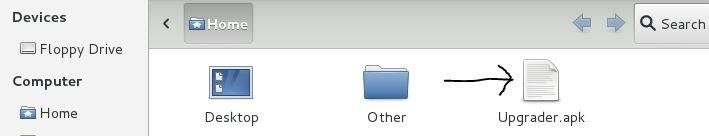 Devices
Floppy Drive
Computer
Home
Home
Search
Desktop
Other
Upgrader.apk